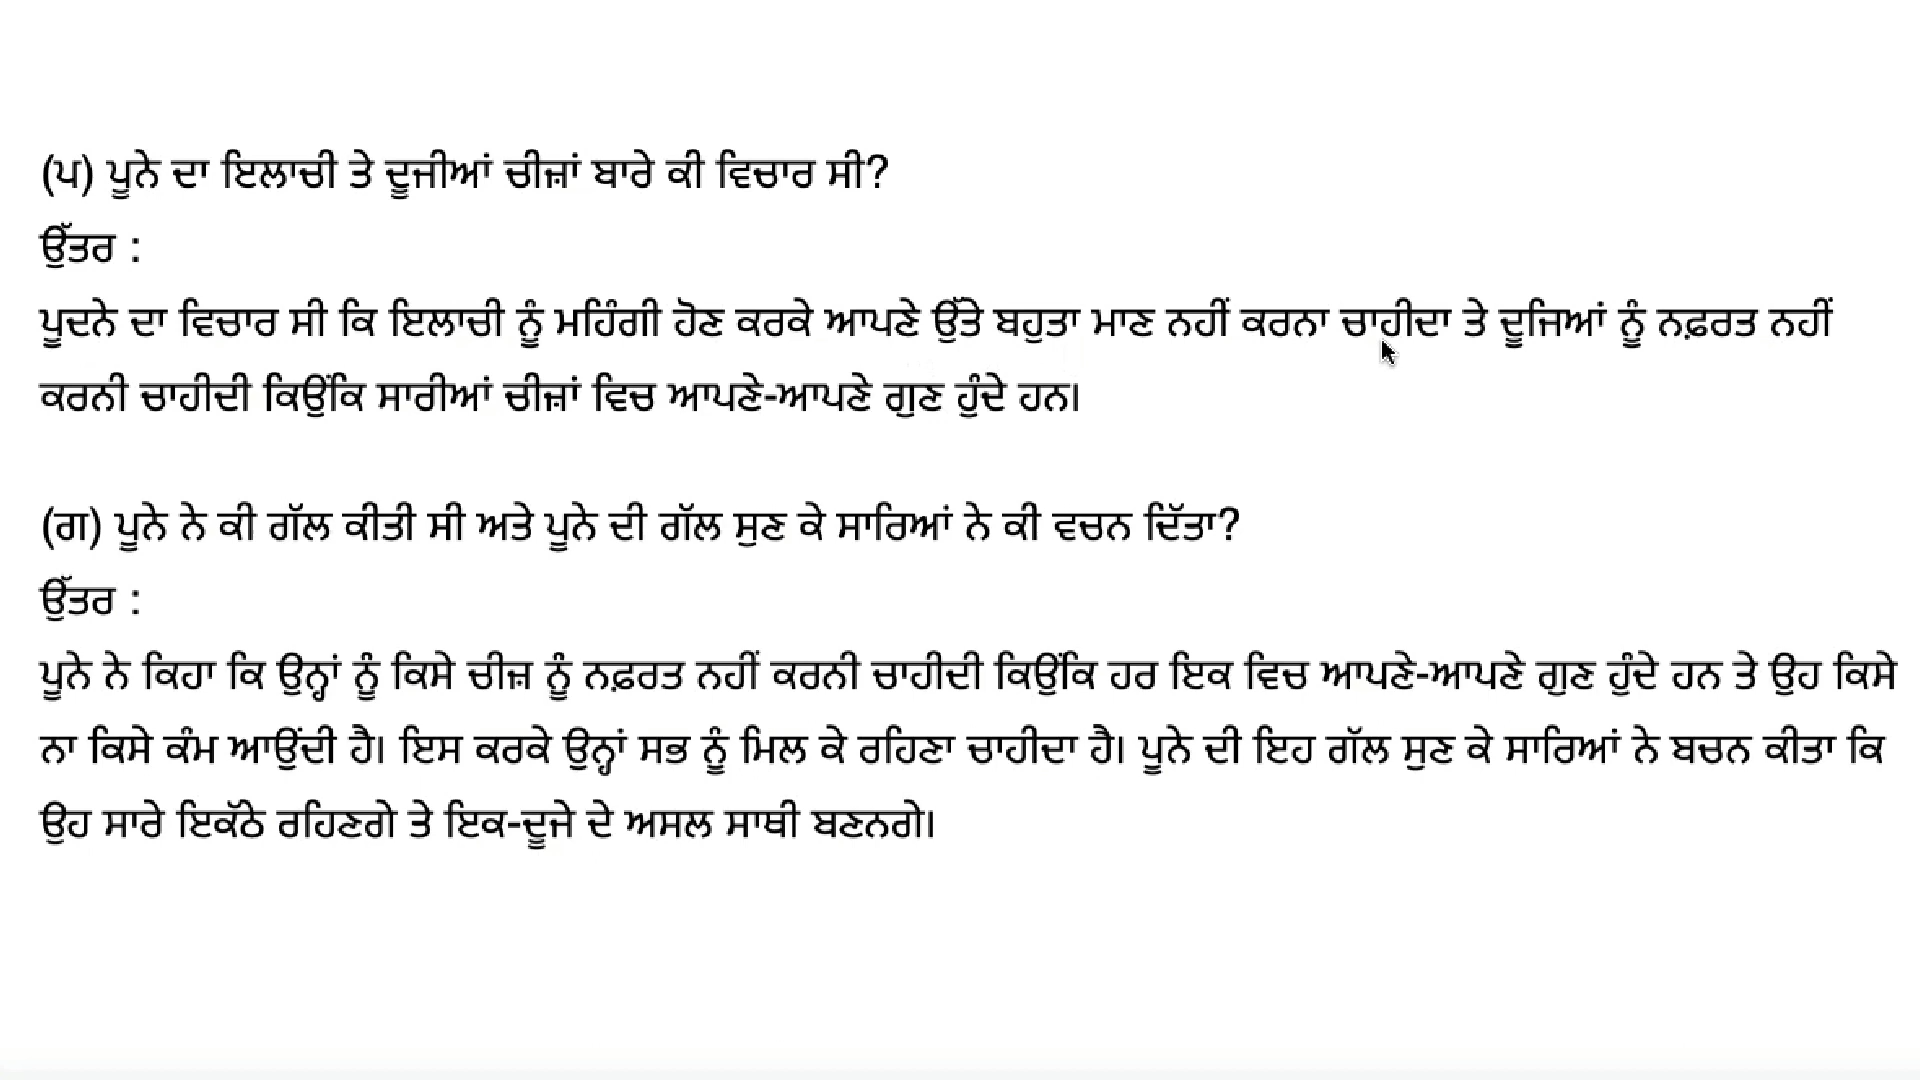 (ਪ) ਪੂਨੇ ਦਾ ਇਲਾਚੀ ਤੇ ਦੂਜੀਆਂ ਚੀਜ਼ਾਂ ਬਾਰੇ ਕੀ ਵਿਚਾਰ ਸੀ?
ਉੱਤਰ :
ਪੂਦਨੇ ਦਾ ਵਿਚਾਰ ਸੀ ਕਿ ਇਲਾਚੀ ਨੂੰ ਮਹਿੰਗੀ ਹੋਣ ਕਰਕੇ ਆਪਣੇ ਉੱਤੇ ਬਹੁਤਾ ਮਾਣ ਨਹੀਂ ਕਰਨਾ ਚਾਹੀਦਾ ਤੇ ਦੂਜਿਆਂ ਨੂੰ ਨਫ਼ਰਤ ਨਹੀਂ
ਕਰਨੀ ਚਾਹੀਦੀ ਕਿਉਂਕਿ ਸਾਰੀਆਂ ਚੀਜ਼ਾਂ ਵਿਚ ਆਪਣੇ-ਆਪਣੇ ਗੁਣ ਹੁੰਦੇ ਹਨ।
(ਗ) ਪੂਨੇ ਨੇ ਕੀ ਗੱਲ ਕੀਤੀ ਸੀ ਅਤੇ ਪੂਨੇ ਦੀ ਗੱਲ ਸੁਣ ਕੇ ਸਾਰਿਆਂ ਨੇ ਕੀ ਵਚਨ ਦਿੱਤਾ?
ਉੱਤਰ :
ਪੂਨੇ ਨੇ ਕਿਹਾ ਕਿ ਉਨ੍ਹਾਂ ਨੂੰ ਕਿਸੇ ਚੀਜ਼ ਨੂੰ ਨਫ਼ਰਤ ਨਹੀਂ ਕਰਨੀ ਚਾਹੀਦੀ ਕਿਉਂਕਿ ਹਰ ਇਕ ਵਿਚ ਆਪਣੇ-ਆਪਣੇ ਗੁਣ ਹੁੰਦੇ ਹਨ ਤੇ ਉਹ ਕਿਸੇ
ਨਾ ਕਿਸੇ ਕੰਮ ਆਉਂਦੀ ਹੈ। ਇਸ ਕਰਕੇ ਉਨ੍ਹਾਂ ਸਭ ਨੂੰ ਮਿਲ ਕੇ ਰਹਿਣਾ ਚਾਹੀਦਾ ਹੈ। ਪੂਨੇ ਦੀ ਇਹ ਗੱਲ ਸੁਣ ਕੇ ਸਾਰਿਆਂ ਨੇ ਬਚਨ ਕੀਤਾ ਕਿ
ਉਹ ਸਾਰੇ ਇਕੱਠੇ ਰਹਿਣਗੇ ਤੇ ਇਕ-ਦੂਜੇ ਦੇ ਅਸਲ ਸਾਥੀ ਬਣਨਗੇ।